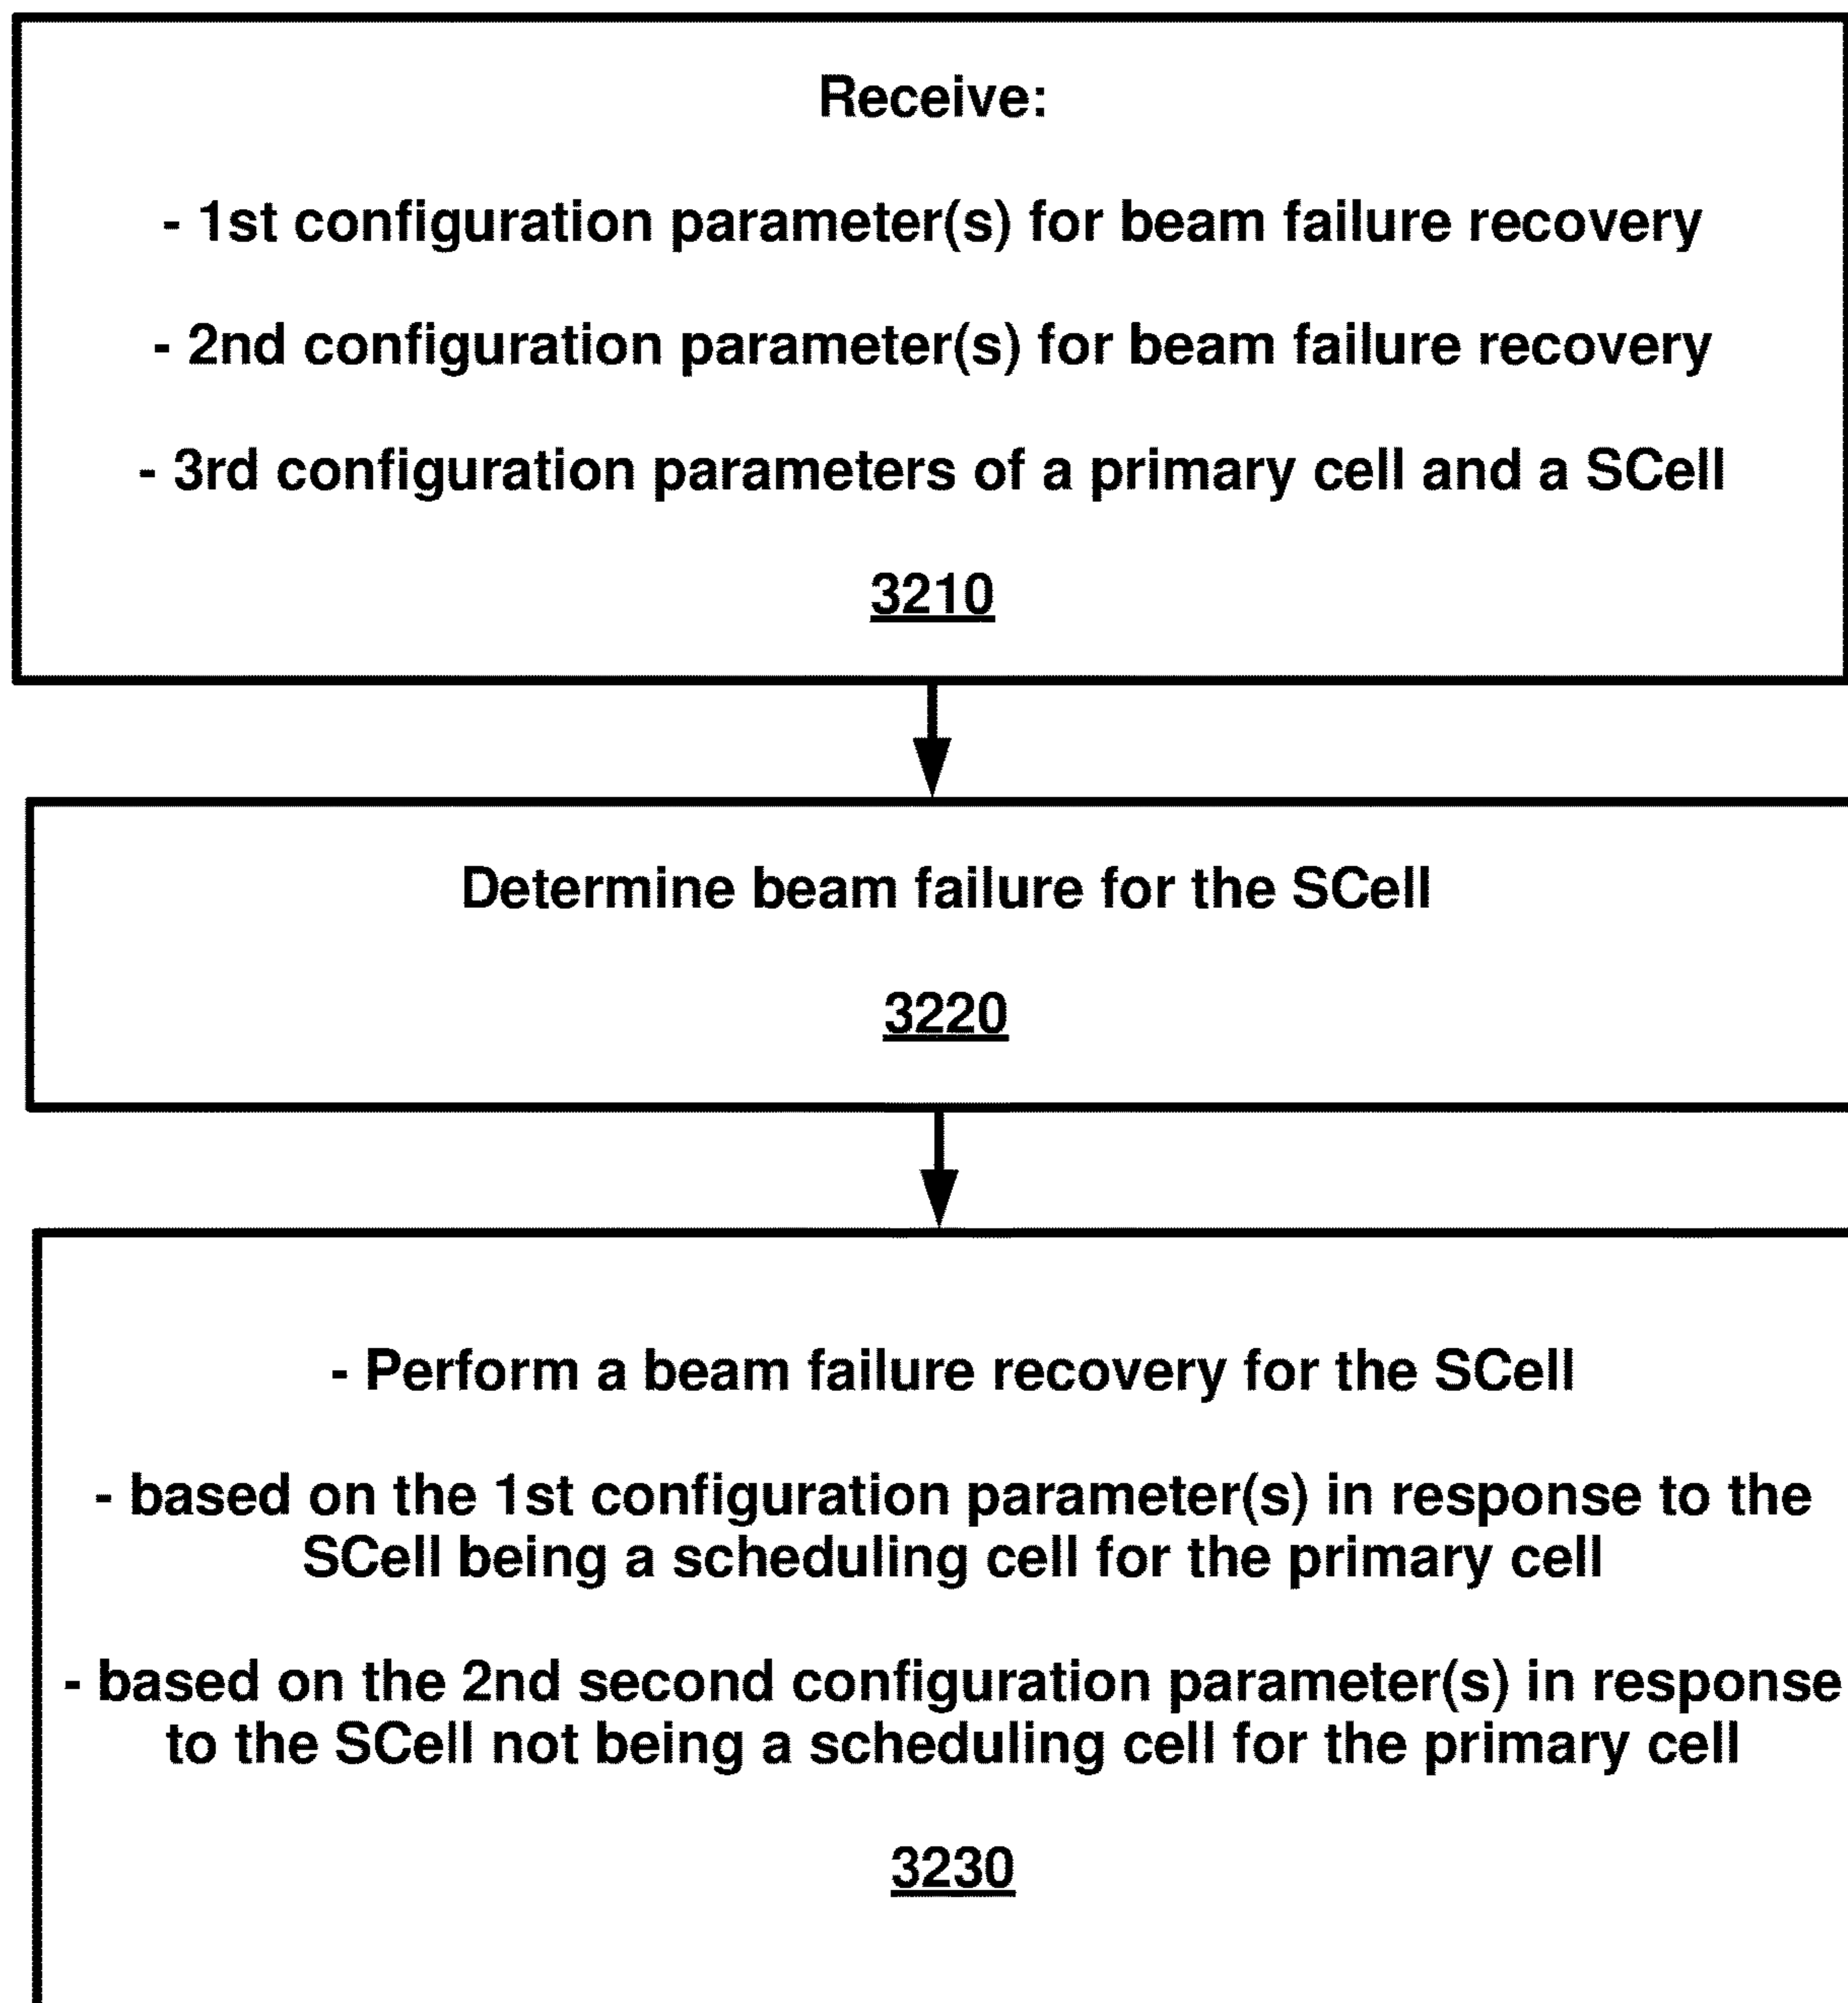 Receive:
- 1st configuration parameter(s) for beam failure recovery
- 2nd configuration parameter(s) for beam failure recovery
- 3rd configuration parameters of a primary cell and a SCell
3210
Determine beam failure for the SCell
3220
- Perform a beam failure recovery for the SCell
- based on the 1st configuration parameter(s) in response to the
SCell being a scheduling cell for the primary cell
- based on the 2nd second configuration parameter(s) in response
to the SCell not being a scheduling cell for the primary cell
3230